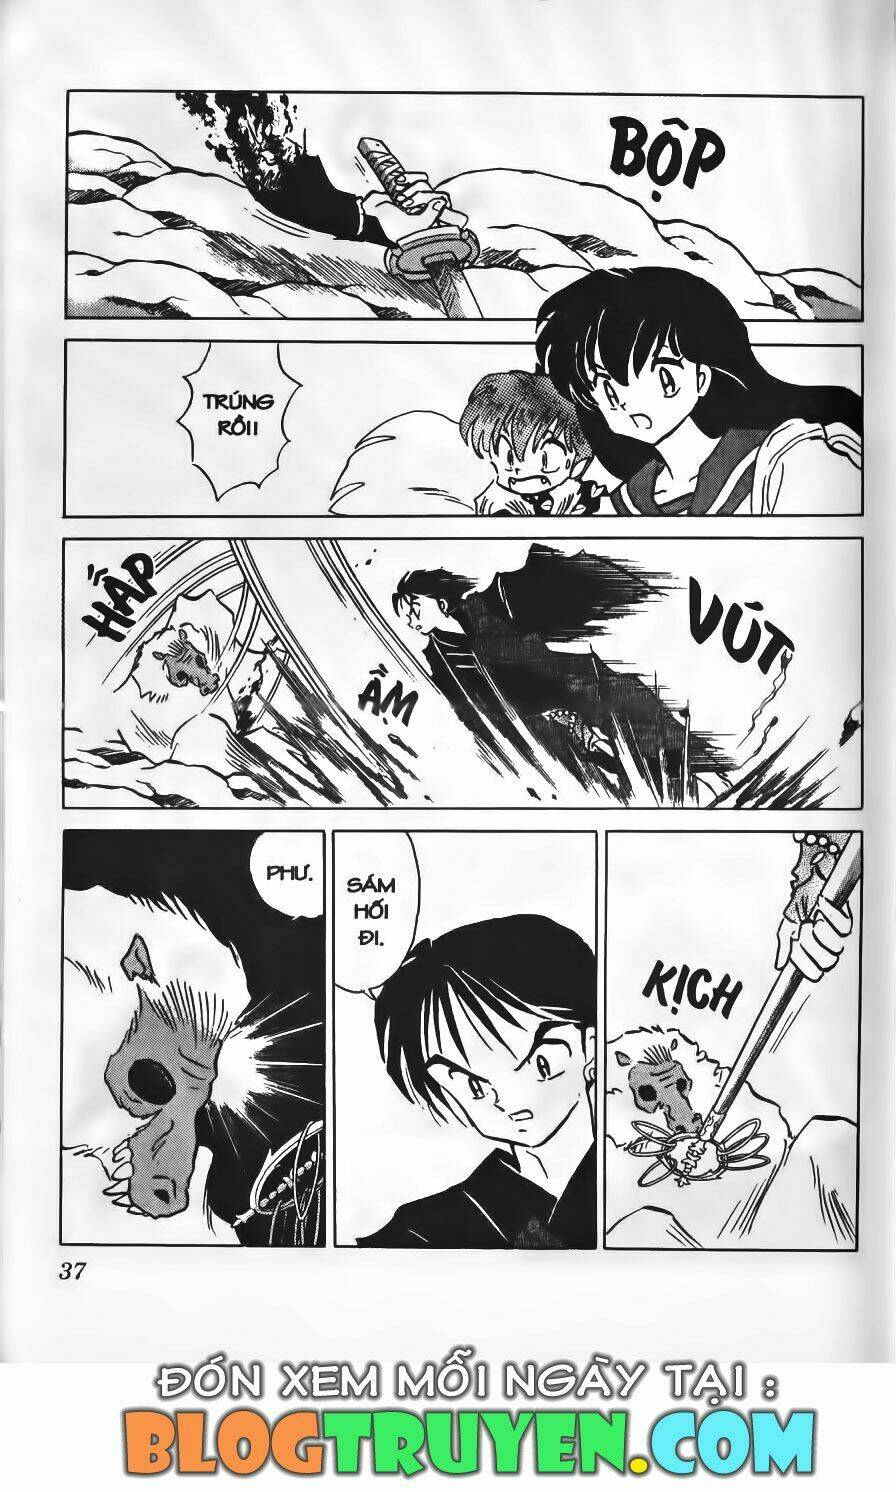 BỘP
TRÚNG
RỒI!
HẤP
ẦM
VÚT
PHƯ.
SÁM
HỐI
ĐI.
KỊCH
37
ĐÓN XEM MỖI NGÀY TẠI :
BLOGTRUYEN.COM